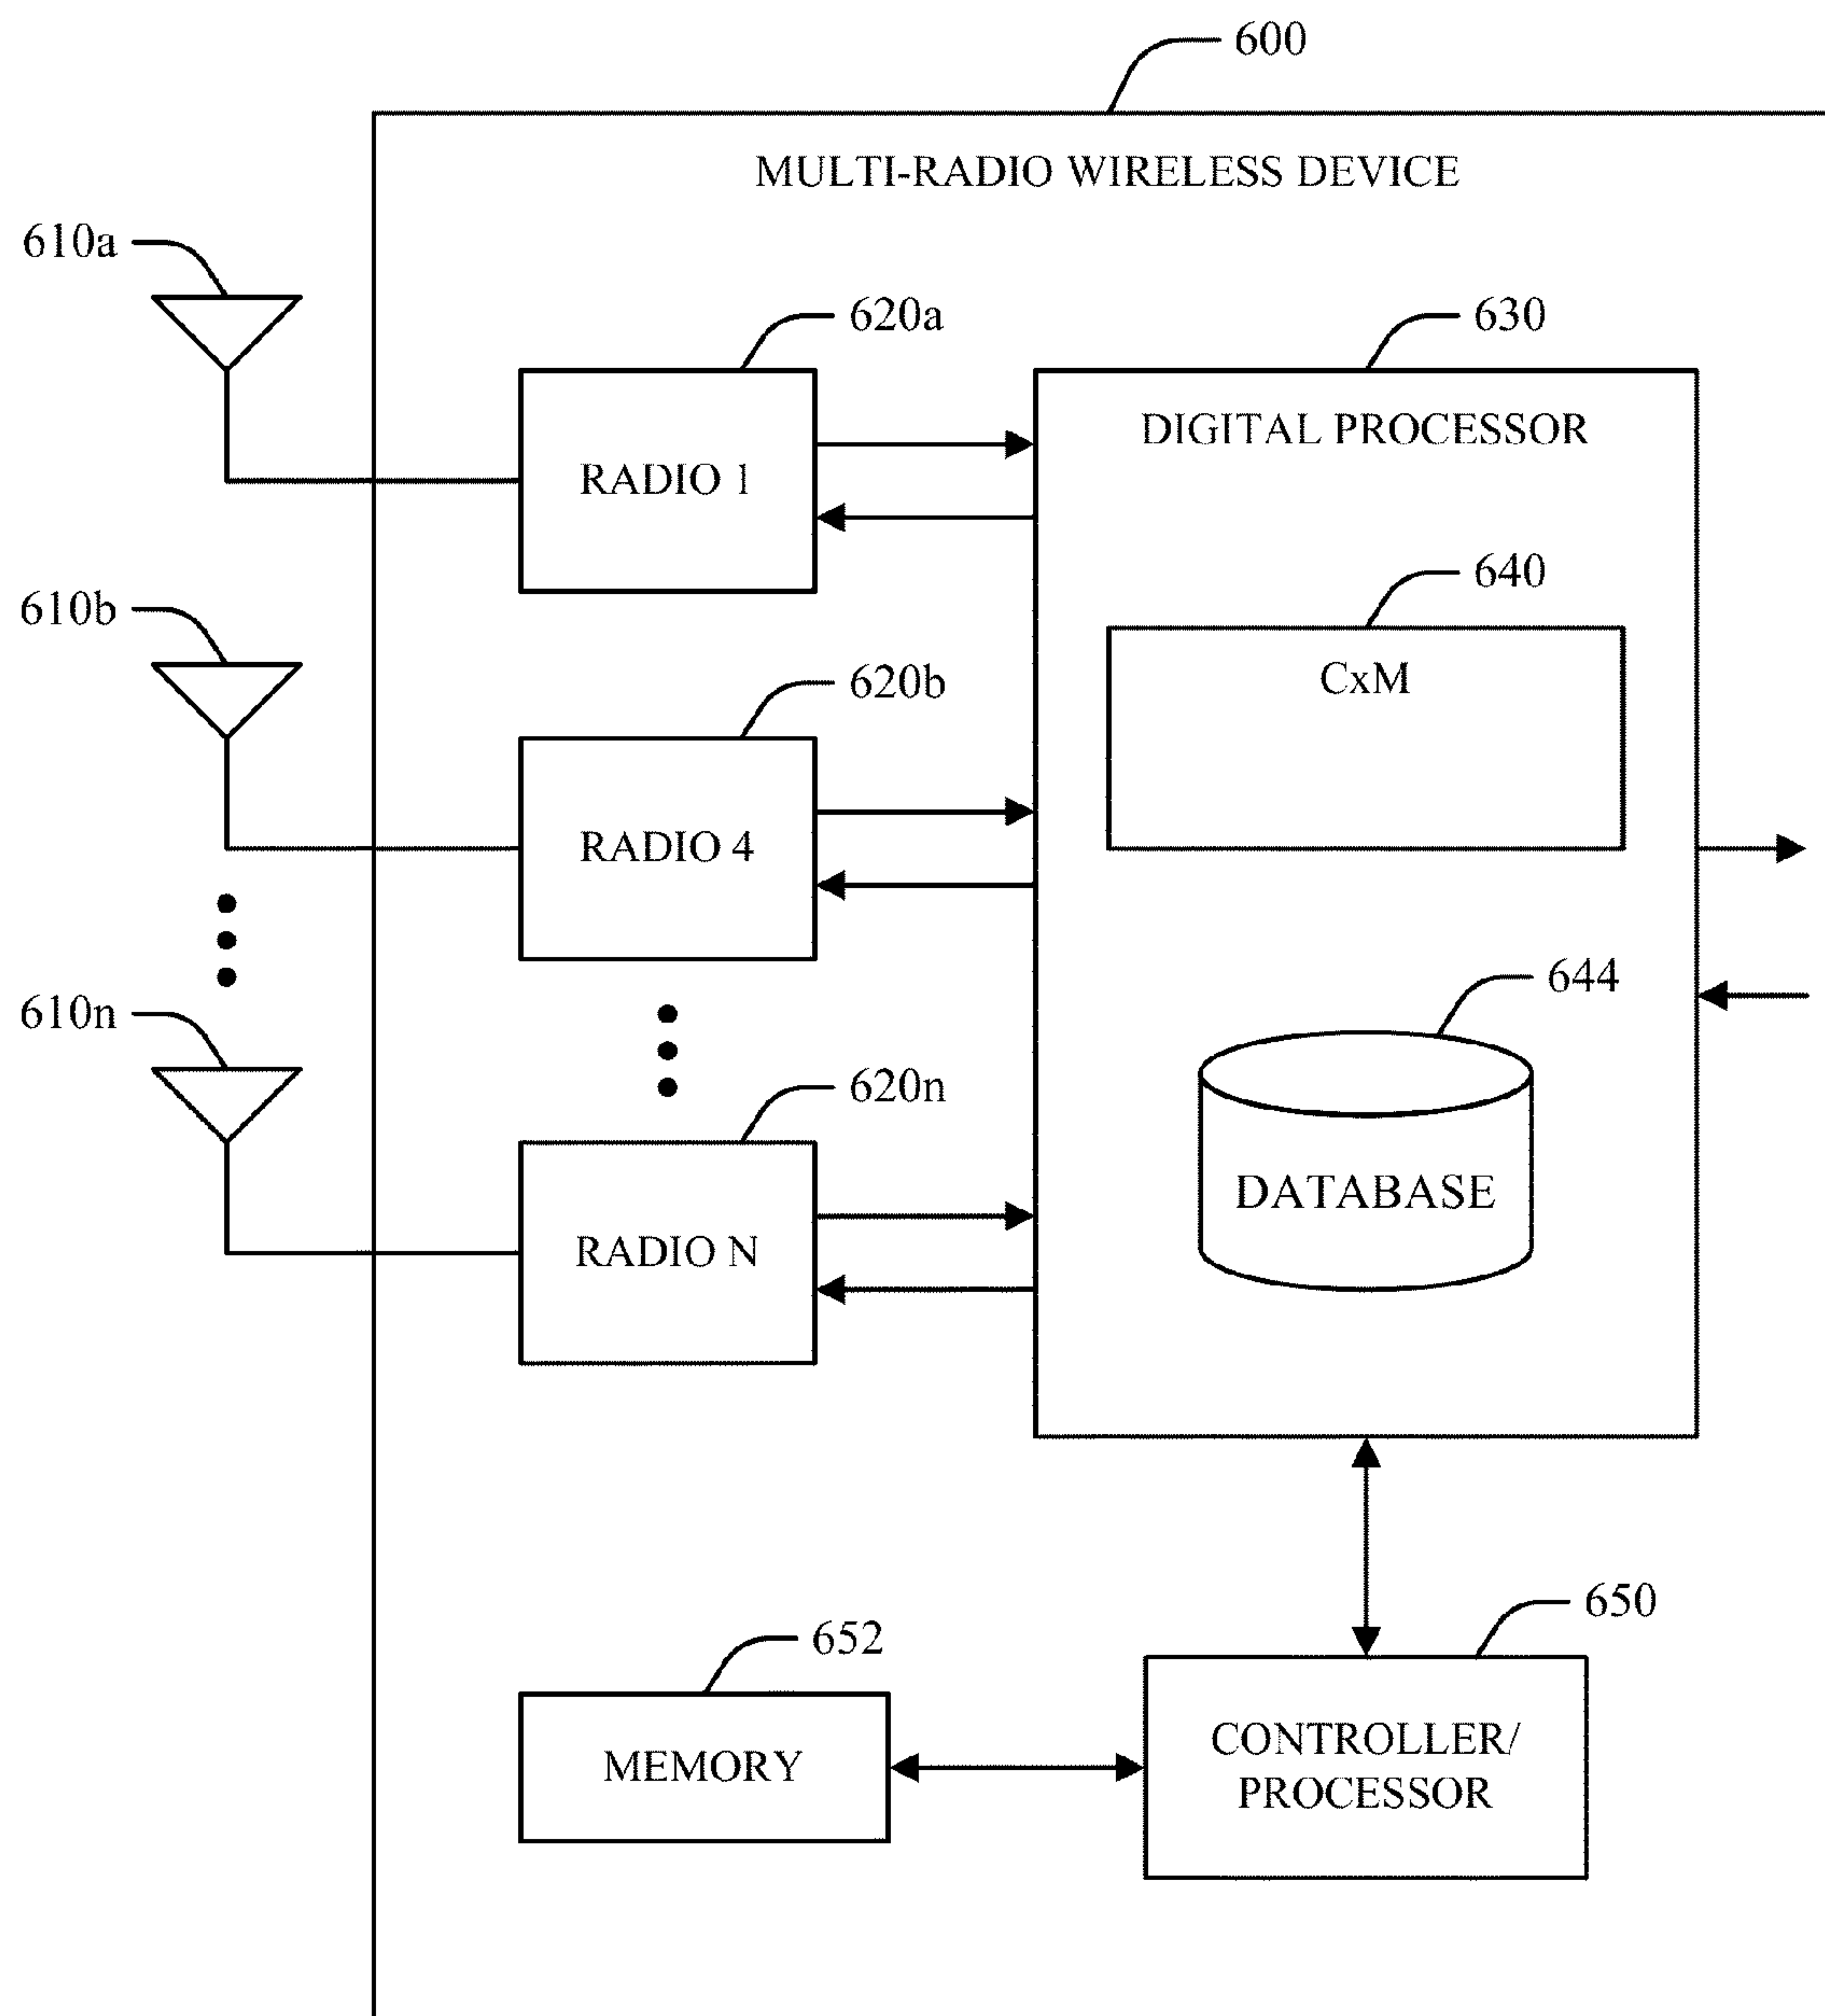 600
MULTI-RADIO WIRELESS DEVICE
610a
620a
630
RADIO 1
DIGITAL PROCESSOR
640
CxM
610b
620b
RADIO 4
644
DATABASE
610n
620n
RADIO N
650
CONTROLLER/
PROCESSOR
652
MEMORY